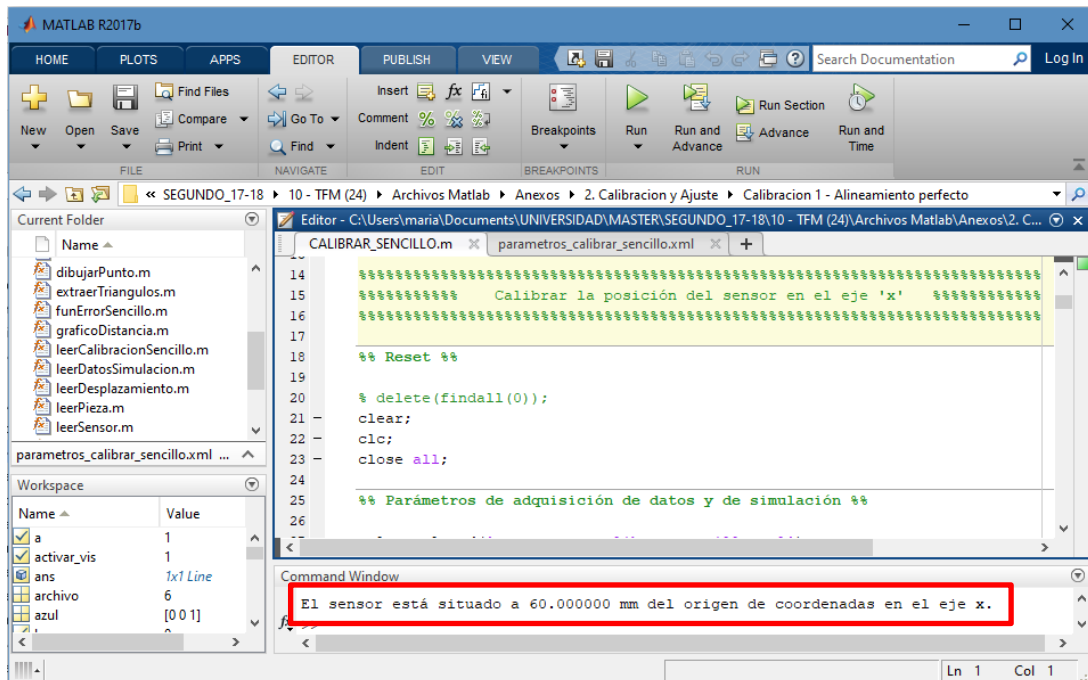 MATLAB R2017b
HOME PLOTS APPS EDITOR PUBLISH VIEW Search Documentation Log In
New Open Save Find Files Compare Print
FILE
Go To Find
NAVIGATE
Insert fx
Comment
Indent
EDIT
Breakpoints
BREAKPOINTS
Run Run and Advance Run Section Advance Run and Time
RUN
« SEGUNDO_17-18 ▸ 10 - TFM (24) ▸ Archivos Matlab ▸ Anexos ▸ 2. Calibracion y Ajuste ▸ Calibracion 1 - Alineamiento perfecto
Current Folder
Name
dibujarPunto.m
extraerTriangulos.m
funErrorSencillo.m
graficoDistancia.m
leerCalibracionSencillo.m
leerDatosSimulacion.m
leerDesplazamiento.m
leerPieza.m
leerSensor.m
parametros_calibrar_sencillo.xml ...
Workspace
Name Value
a 1
activar_vis 1
ans 1x1 Line
archivo 6
azul [0 0 1]
Editor - C:\Users\maria\Documents\UNIVERSIDAD\MASTER\SEGUNDO_17-18\10 - TFM (24)\Archivos Matlab\Anexos\2. C...
CALIBRAR_SENCILLO.m parametros_calibrar_sencillo.xml +
14 %%%%%%%%%%%%%%%%%%%%%%%%%%%%%%%%%%%%%%%%%%%%%%%%%%%%%%%%%%%%%%%%%%%%%%%%%%%
15 %%%%%%%%%%% Calibrar la posición del sensor en el eje 'x' %%%%%%%%%%%%
16 %%%%%%%%%%%%%%%%%%%%%%%%%%%%%%%%%%%%%%%%%%%%%%%%%%%%%%%%%%%%%%%%%%%%%%%%%%%
17
18 %% Reset %%
19
20 % delete(findall(0));
21 – clear;
22 – clc;
23 – close all;
24
25 %% Parámetros de adquisición de datos y de simulación %%
26
Command Window
El sensor está situado a 60.000000 mm del origen de coordenadas en el eje x.
Ln 1 Col 1